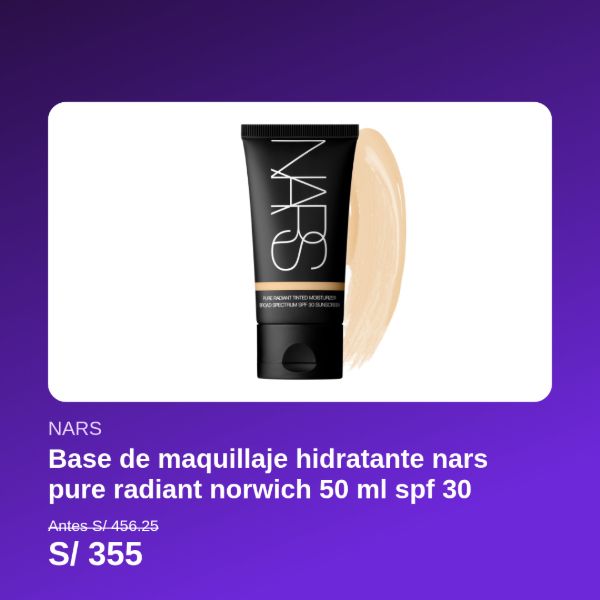 NARS
PURE RADIANT TINTED MOISTURIZER
BROAD SPECTRUM SPF 30 SUNSCREEN
NARS
Base de maquillaje hidratante nars
pure radiant norwich 50 ml spf 30
Antes S/ 456.25
S/ 355